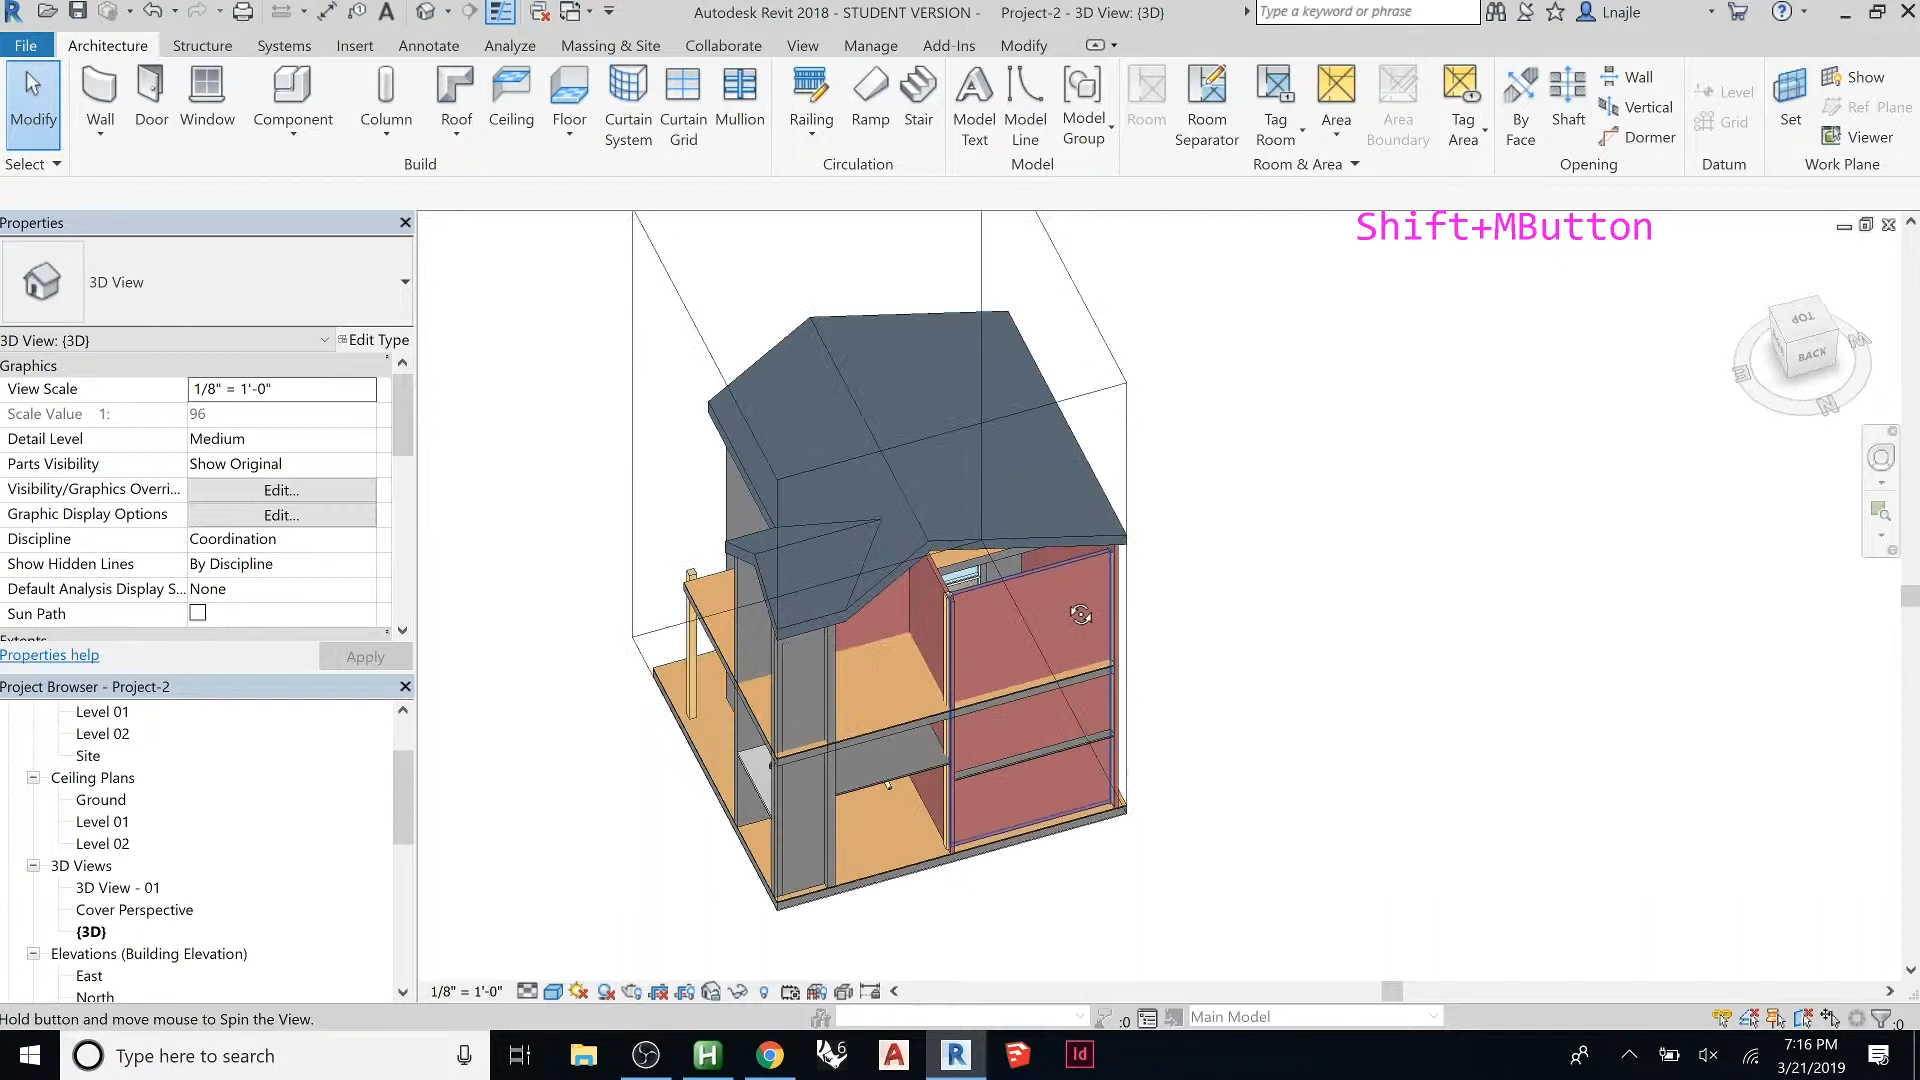 Autodesk Revit 2018 - STUDENT VERSION - Project-2 - 3D View: {3D}
Type a keyword or phrase
Lnajle
File Architecture Structure Systems Insert Annotate Analyze Massing & Site Collaborate View Manage Add-Ins Modify
Modify Wall Door Window Component Column Roof Ceiling Floor Curtain System Curtain Grid Mullion Railing Ramp Stair Model Text Model Line Model Group Room Room Separator Tag Room Area Area Boundary Tag Area By Face Shaft Wall Vertical Dormer Level Grid Set Show Ref Plane Viewer
Select Build Circulation Model Room & Area Opening Datum Work Plane
Shift+MButton
Properties
3D View
3D View: {3D} Edit Type
Graphics
View Scale 1/8" = 1'-0"
Scale Value 1: 96
Detail Level Medium
Parts Visibility Show Original
Visibility/Graphics Overri... Edit...
Graphic Display Options Edit...
Discipline Coordination
Show Hidden Lines By Discipline
Default Analysis Display S... None
Sun Path
Extents
Properties help Apply
Project Browser - Project-2
Level 01
Level 02
Site
Ceiling Plans
Ground
Level 01
Level 02
3D Views
3D View - 01
Cover Perspective
{3D}
Elevations (Building Elevation)
East
North
TOP
BACK
N
1/8" = 1'-0"
Hold button and move mouse to Spin the View.
:0
Main Model
:0
Type here to search
7:16 PM
3/21/2019